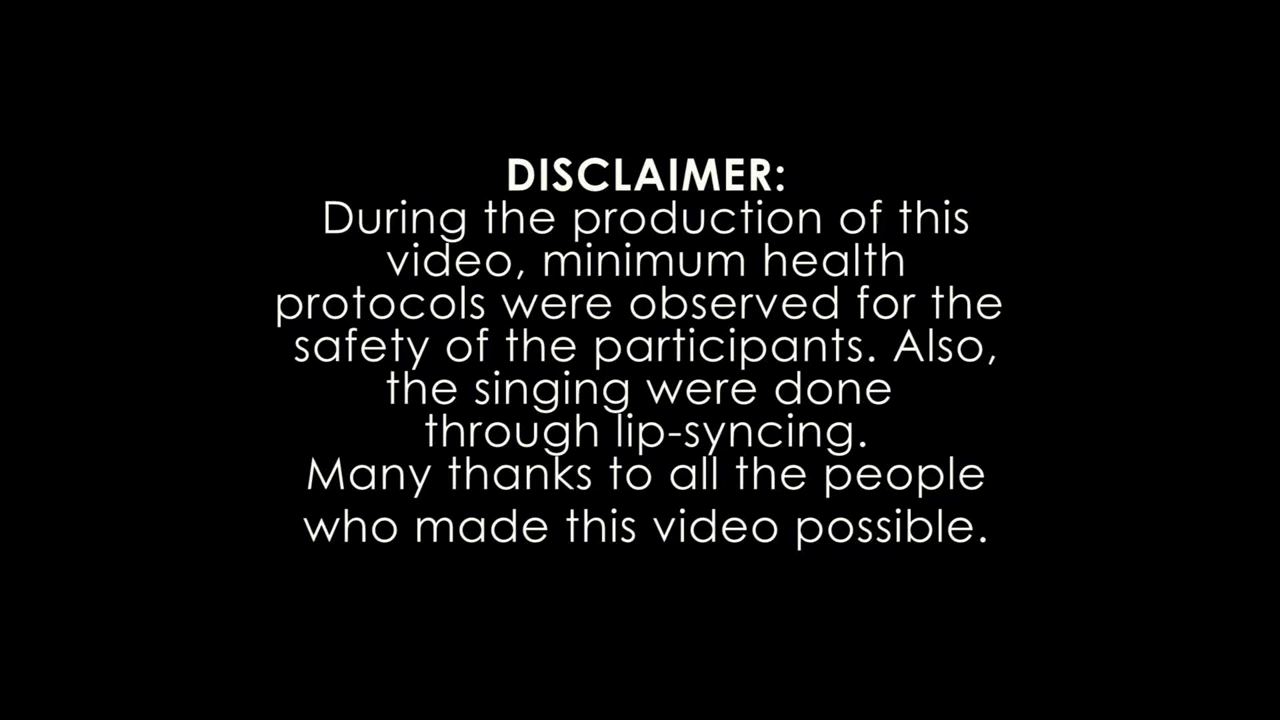 DISCLAIMER:
During the production of this
video, minimum health
protocols were observed for the
safety of the participants. Also,
the singing were done
through lip-syncing.
Many thanks to all the people
who made this video possible.